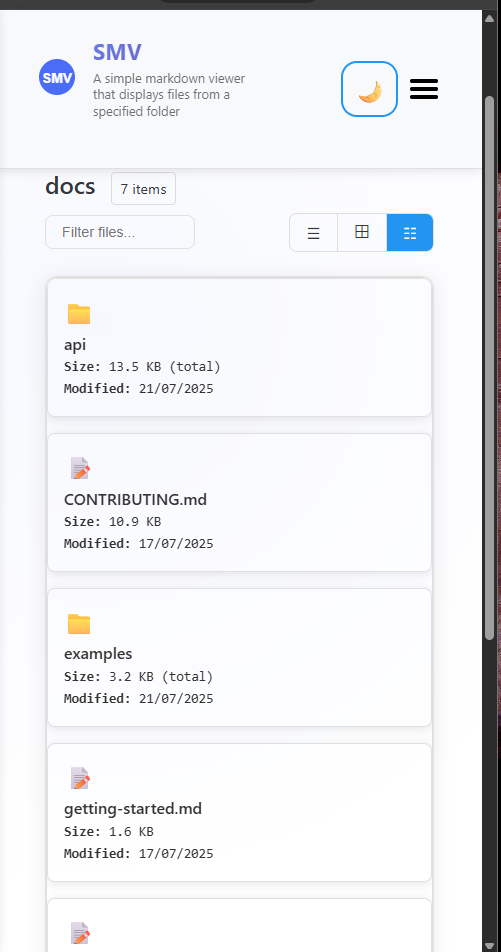 SMV
SMV
A simple markdown viewer
that displays files from a
specified folder
docs
7 items
Filter files...
api
Size: 13.5 KB (total)
Modified: 21/07/2025
CONTRIBUTING.md
Size: 10.9 KB
Modified: 17/07/2025
examples
Size: 3.2 KB (total)
Modified: 21/07/2025
getting-started.md
Size: 1.6 KB
Modified: 17/07/2025